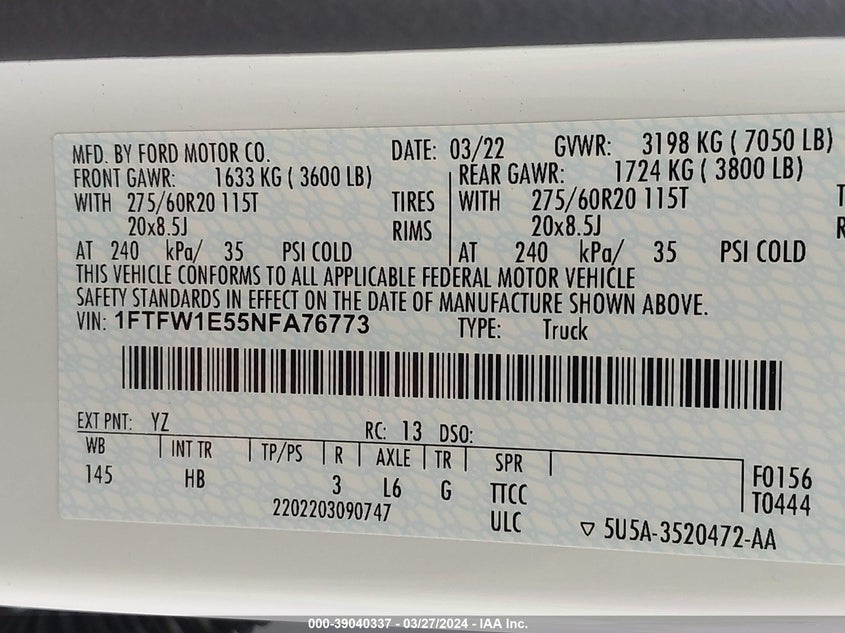 MFD. BY FORD MOTOR CO. DATE: 03/22 GVWR: 3198 KG ( 7050 LB)
FRONT GAWR: 1633 KG ( 3600 LB) REAR GAWR: 1724 KG ( 3800 LB)
WITH 275/60R20 115T TIRES WITH 275/60R20 115T
20x8.5J RIMS 20x8.5J
AT 240 kPa/ 35 PSI COLD AT 240 kPa/ 35 PSI COLD
THIS VEHICLE CONFORMS TO ALL APPLICABLE FEDERAL MOTOR VEHICLE
SAFETY STANDARDS IN EFFECT ON THE DATE OF MANUFACTURE SHOWN ABOVE.
VIN: 1FTFW1E55NFA76773 TYPE: Truck
EXT PNT: YZ RC: 13 DSO:
WB INT TR TP/PS R AXLE TR SPR
145 HB 3 L6 G TTCC F0156
2202203090747 ULC T0444
5U5A-3520472-AA
000-39040337 - 03/27/2024 - IAA Inc.